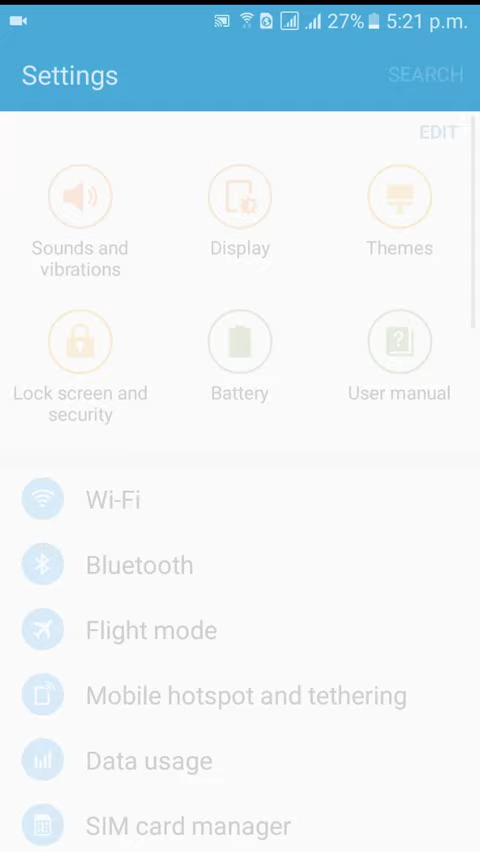 27% 5:21 p.m.
Settings
SEARCH
EDIT
Sounds and
vibrations
Display
Themes
Lock screen and
security
Battery
User manual
Wi-Fi
Bluetooth
Flight mode
Mobile hotspot and tethering
Data usage
SIM card manager